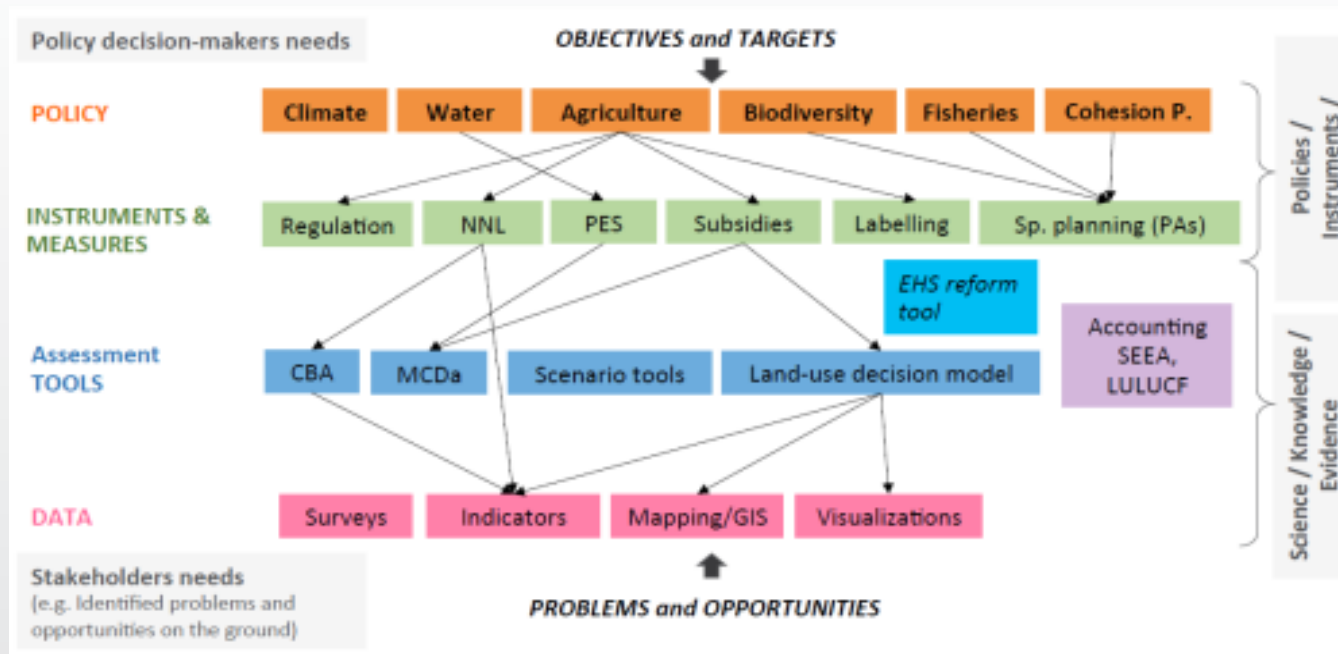 Policy decision-makers needs
OBJECTIVES and TARGETS
POLICY
Climate
Water
Agriculture
Biodiversity
Fisheries
Cohesion P.
Policies /
Instruments /
INSTRUMENTS &
MEASURES
Regulation
NNL
PES
Subsidies
Labelling
Sp. planning (PAs)
EHS reform
tool
Assessment
TOOLS
CBA
MCDa
Scenario tools
Land-use decision model
Accounting
SEEA,
LULUCF
Science / Knowledge /
Evidence
DATA
Surveys
Indicators
Mapping/GIS
Visualizations
Stakeholders needs
(e.g. Identified problems and
opportunities on the ground)
PROBLEMS and OPPORTUNITIES